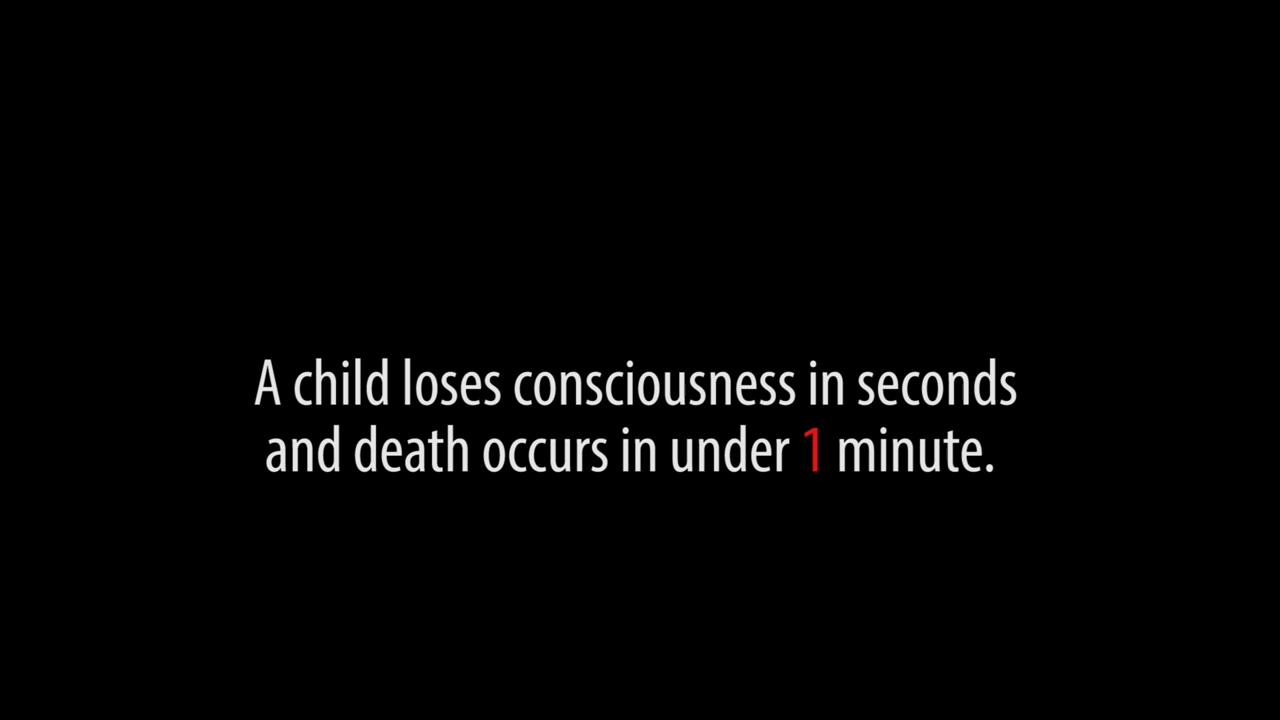 A child loses consciousness in seconds
and death occurs in under 1 minute.